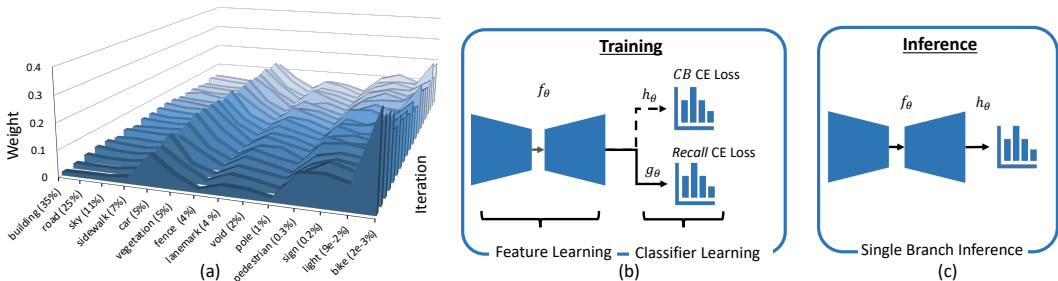 0.4
0.3
0.2
0.1
0
Weight
Iteration
building (35%)
road (25%)
sky (11%)
sidewalk (7%)
car (5%)
vegetation (5%)
fence (4%)
lanemark (4 %)
void (2%)
pole (1%)
pedestrian (0.3%)
sign (0.2%)
light (9e-2%)
bike (2e-3%)
(a)
Training
fθ
hθ
CB CE Loss
Recall CE Loss
gθ
Feature Learning
Classifier Learning
(b)
Inference
fθ
hθ
Single Branch Inference
(c)